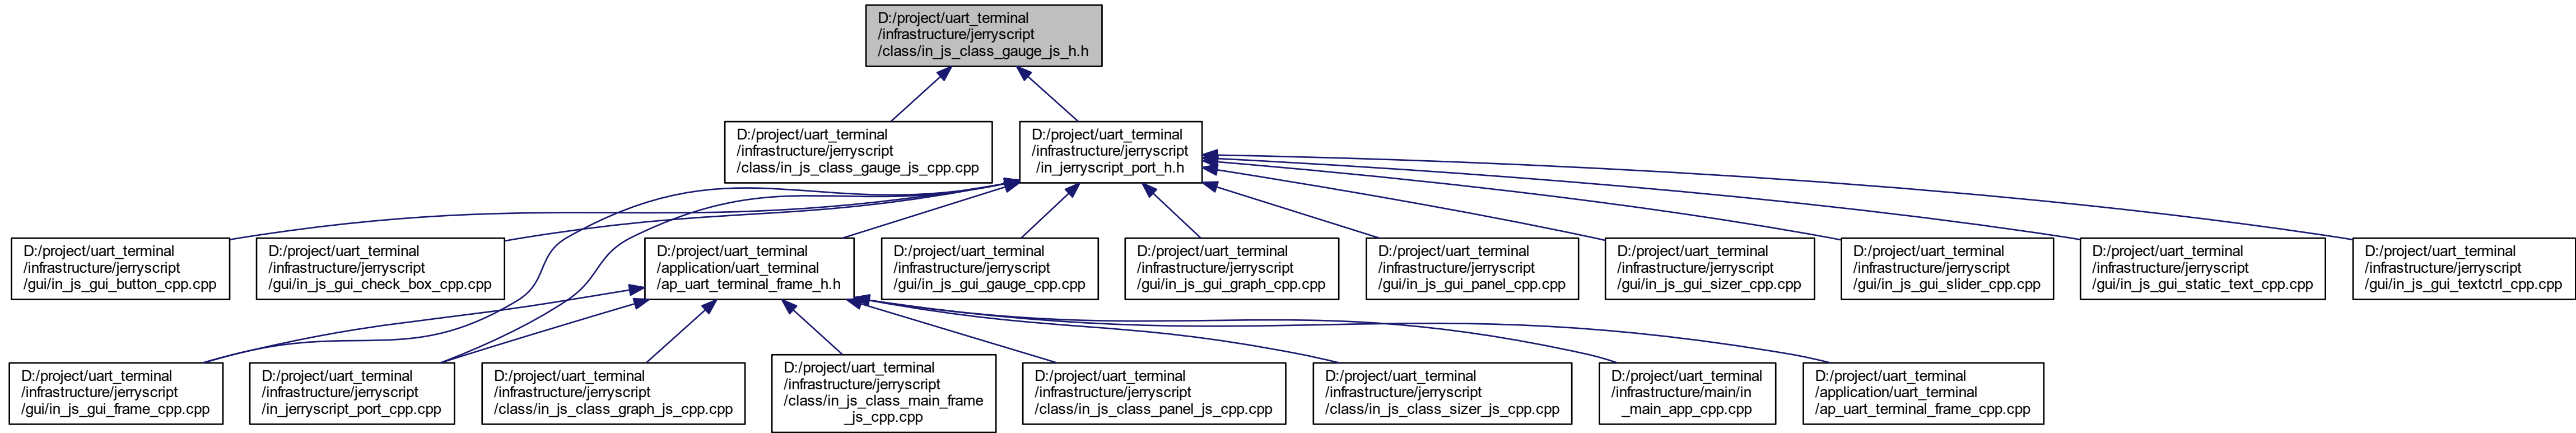 D:/project/uart_terminal
/infrastructure/jerryscript
/class/in_js_class_gauge_js_h.h
D:/project/uart_terminal
/infrastructure/jerryscript
/class/in_js_class_gauge_js_cpp.cpp
D:/project/uart_terminal
/infrastructure/jerryscript
/in_jerryscript_port_h.h
D:/project/uart_terminal
/infrastructure/jerryscript
/gui/in_js_gui_button_cpp.cpp
D:/project/uart_terminal
/infrastructure/jerryscript
/gui/in_js_gui_check_box_cpp.cpp
D:/project/uart_terminal
/application/uart_terminal
/ap_uart_terminal_frame_h.h
D:/project/uart_terminal
/infrastructure/jerryscript
/gui/in_js_gui_gauge_cpp.cpp
D:/project/uart_terminal
/infrastructure/jerryscript
/gui/in_js_gui_graph_cpp.cpp
D:/project/uart_terminal
/infrastructure/jerryscript
/gui/in_js_gui_panel_cpp.cpp
D:/project/uart_terminal
/infrastructure/jerryscript
/gui/in_js_gui_sizer_cpp.cpp
D:/project/uart_terminal
/infrastructure/jerryscript
/gui/in_js_gui_slider_cpp.cpp
D:/project/uart_terminal
/infrastructure/jerryscript
/gui/in_js_gui_static_text_cpp.cpp
D:/project/uart_terminal
/infrastructure/jerryscript
/gui/in_js_gui_textctrl_cpp.cpp
D:/project/uart_terminal
/infrastructure/jerryscript
/gui/in_js_gui_frame_cpp.cpp
D:/project/uart_terminal
/infrastructure/jerryscript
/in_jerryscript_port_cpp.cpp
D:/project/uart_terminal
/infrastructure/jerryscript
/class/in_js_class_graph_js_cpp.cpp
D:/project/uart_terminal
/infrastructure/jerryscript
/class/in_js_class_main_frame
_js_cpp.cpp
D:/project/uart_terminal
/infrastructure/jerryscript
/class/in_js_class_panel_js_cpp.cpp
D:/project/uart_terminal
/infrastructure/jerryscript
/class/in_js_class_sizer_js_cpp.cpp
D:/project/uart_terminal
/infrastructure/main/in
_main_app_cpp.cpp
D:/project/uart_terminal
/application/uart_terminal
/ap_uart_terminal_frame_cpp.cpp